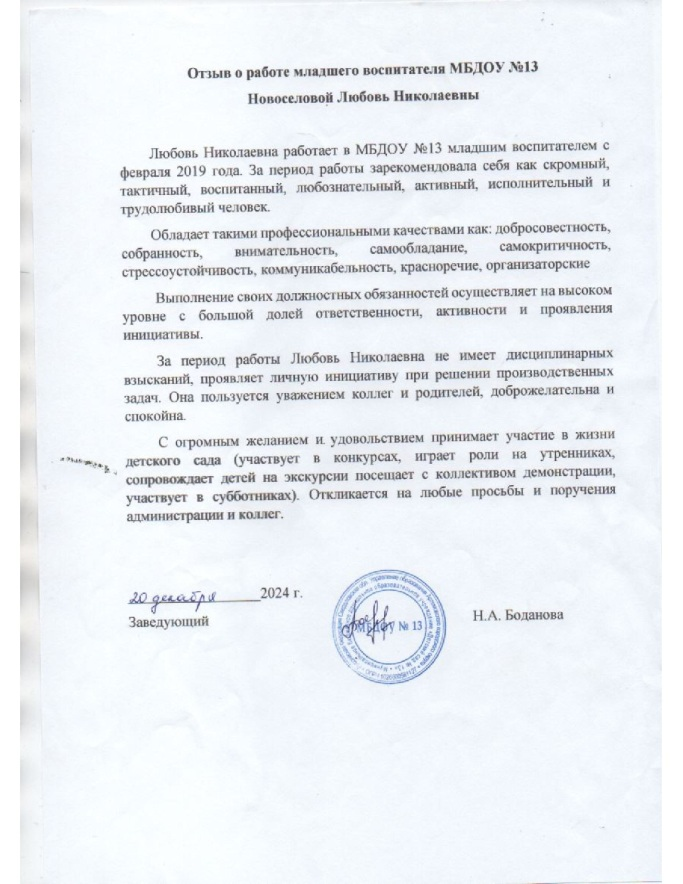 Отзыв о работе младшего воспитателя МБДОУ №13
Новоселовой Любовь Николаевны
Любовь Николаевна работает в МБДОУ №13 младшим воспитателем с
февраля 2019 года. За период работы зарекомендовала себя как скромный,
тактичный, воспитанный, любознательный, активный, исполнительный и
трудолюбивый человек.
Обладает такими профессиональными качествами как: добросовестность,
собранность, внимательность, самообладание, самокритичность,
стрессоустойчивость, коммуникабельность, красноречие, организаторские
Выполнение своих должностных обязанностей осуществляет на высоком
уровне с большой долей ответственности, активности и проявления
инициативы.
За период работы Любовь Николаевна не имеет дисциплинарных
взысканий, проявляет личную инициативу при решении производственных
задач. Она пользуется уважением коллег и родителей, доброжелательна и
спокойна.
С огромным желанием и удовольствием принимает участие в жизни
детского сада (участвует в конкурсах, играет роли на утренниках,
сопровождает детей на экскурсии посещает с коллективом демонстрации,
участвует в субботниках). Откликается на любые просьбы и поручения
администрации и коллег.
20 декабря 2024 г.
Заведующий
МБДОУ № 13
Н.А. Боданова